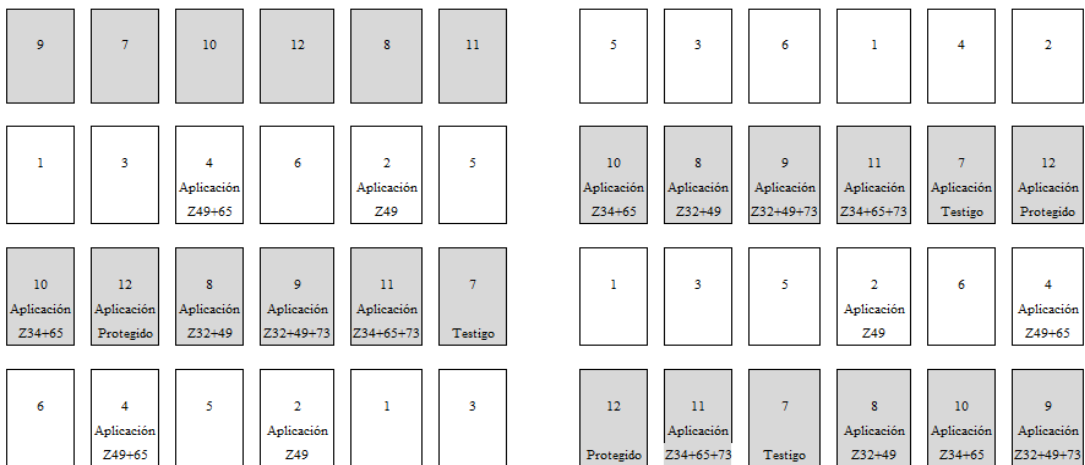 9 7 10 12 8 11 5 3 6 1 4 2
1 3 4 6 2 5 10 8 9 11 7 12
Aplicación Aplicación Aplicación Aplicación Aplicación Aplicación Aplicación Aplicación
Z49+65 Z49 Z34+65 Z32+49 Z32+49+73 Z34+65+73 Testigo Protegido
10 12 8 9 11 7 1 3 5 2 6 4
Aplicación Aplicación Aplicación Aplicación Aplicación Aplicación Aplicación
Z34+65 Protegido Z32+49 Z32+49+73 Z34+65+73 Testigo Z49 Z49+65
6 4 5 2 1 3 12 11 7 8 10 9
Aplicación Aplicación Aplicación Aplicación Aplicación Aplicación
Z49+65 Z49 Protegido Z34+65+73 Testigo Z32+49 Z34+65 Z32+49+73